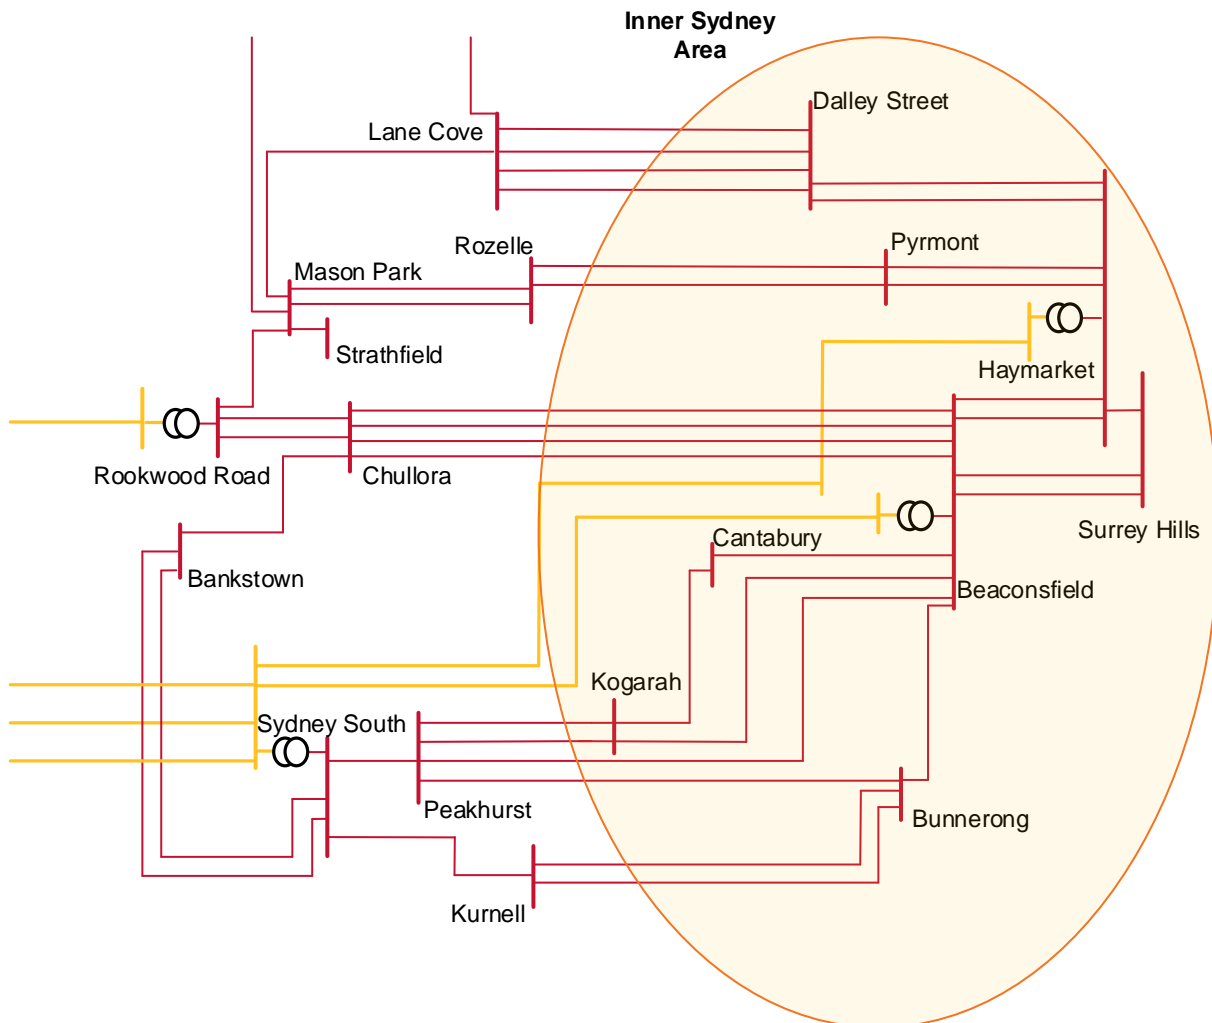 Inner Sydney
Area
Dalley Street
Lane Cove
Rozelle
Pyrmont
Mason Park
Strathfield
Haymarket
Rookwood Road
Chullora
Surrey Hills
Cantabury
Bankstown
Beaconsfield
Kogarah
Sydney South
Peakhurst
Bunnerong
Kurnell